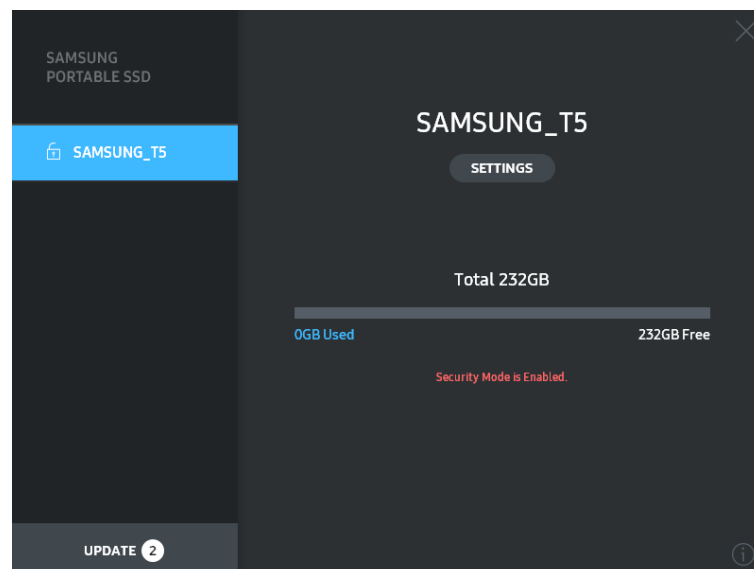 SAMSUNG
PORTABLE SSD
SAMSUNG_T5
SAMSUNG_T5
SETTINGS
Total 232GB
0GB Used
232GB Free
Security Mode is Enabled.
UPDATE 2